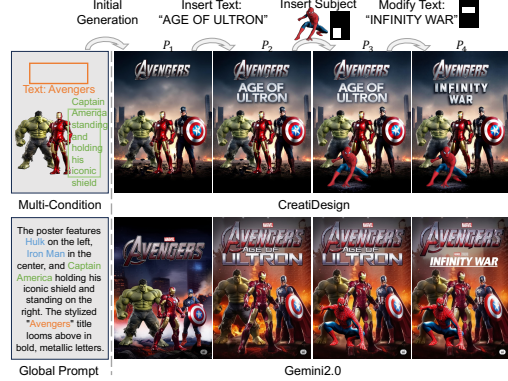 Initial
Generation
Insert Text:
"AGE OF ULTRON"
Insert Subject
Modify Text:
"INFINITY WAR"
P1
P2
P3
P4
Text: Avengers
Captain
America
standing
and
holding
his
iconic
shield
AVENGERS
AVENGERS
AGE OF
ULTRON
AVENGERS
AGE OF
ULTRON
AVENGERS
INFINITY
WAR
Multi-Condition
CreatiDesign
The poster features
Hulk on the left,
Iron Man in the
center, and Captain
America holding his
iconic shield and
standing on the
right. The stylized
"Avengers" title
looms above in
bold, metallic letters.
MARVEL
AVENGERS
MARVEL
AVENGERS
AGE OF
ULTRON
MARVEL
AVENGERS
AGE OF
ULTRON
MARVEL
AVENGERS
INFINITY WAR
Global Prompt
Gemini2.0